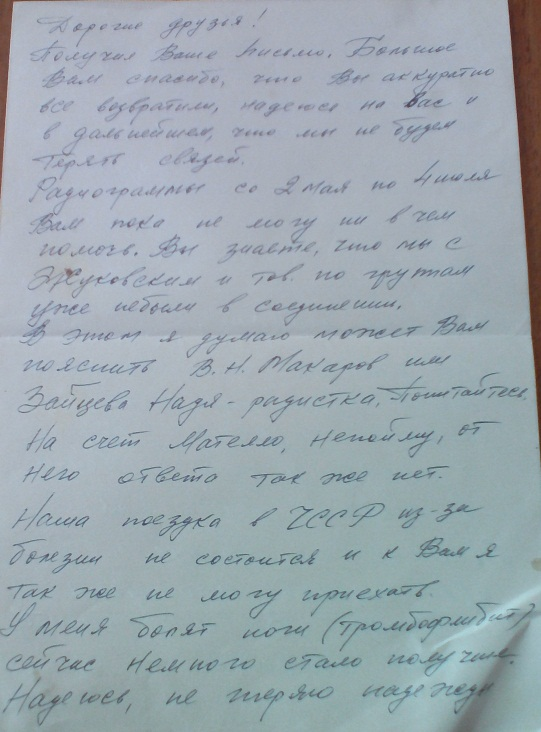 Дорогие друзья!
Получил Ваше письмо. Большое
Вам спасибо, что Вы аккуратно
все возвратили, надеюсь на Вас и
в дальнейшем, что мы не будем
терять связей.
Радиограммы со 2 мая по 4 июля
Вам пока не могу ни в чем
помочь. Вы знаете, что мы с
Жуковским и тов. по группам
уже небыли в соединении.
В этом я думаю может Вам
пояснить В.Н. Макаров или
Зайцева Надя - радистка. Попытайтесь.
На счет Мателло, непойму, от
него ответа так же нет.
Наша поездка в ЧССР из-за
болезни не состоится и к Вам я
так же не могу приехать.
У меня болят ноги (тромбофлибит)
сейчас немного стало получше.
Надеюсь, не теряю надежды